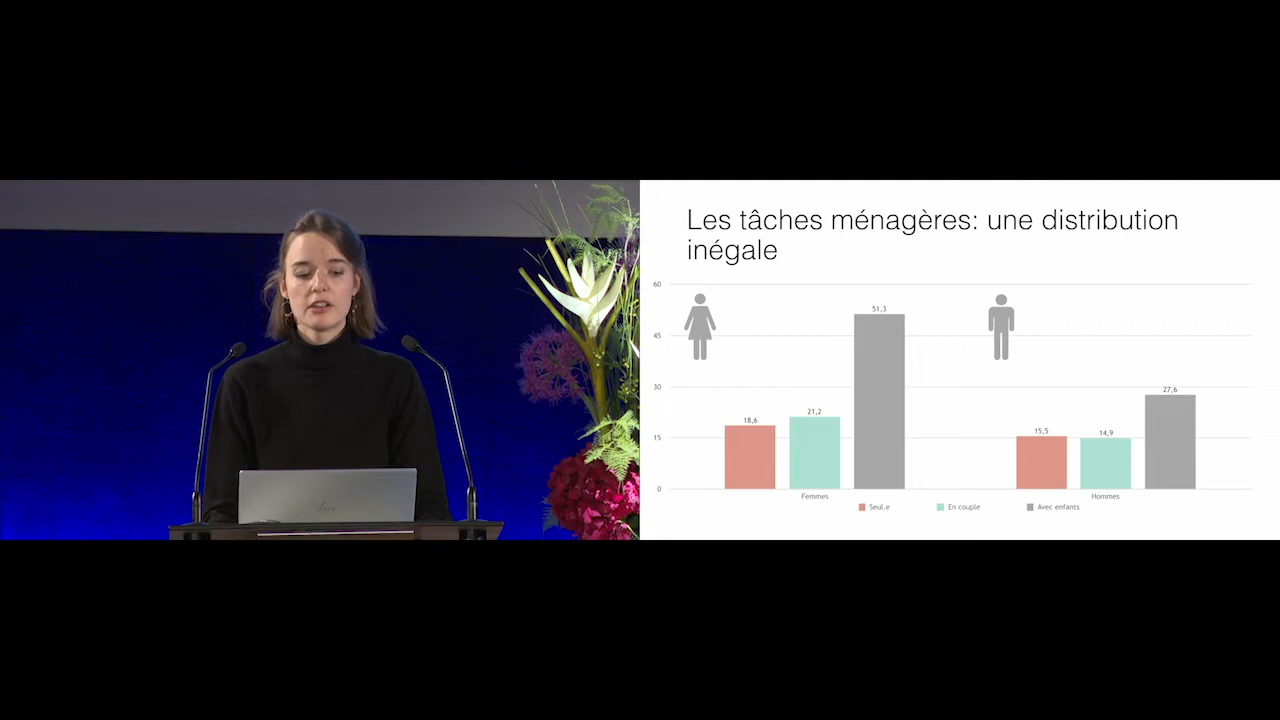 Les tâches ménagères: une distribution
inégale
60
45
30
15
0
18,6
21,2
51,3
15,5
14,9
27,6
Femmes
Hommes
Seul.e
En couple
Avec enfants